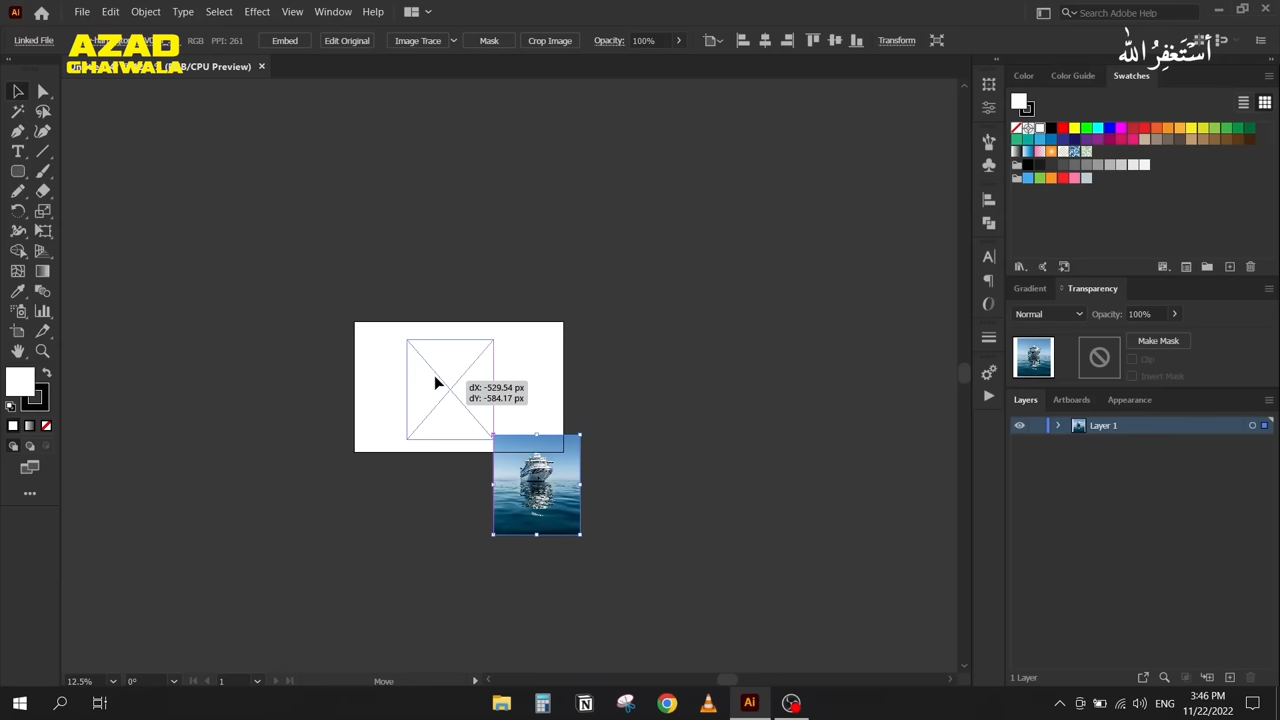 File Edit Object Type Select Effect View Window Help
Search Adobe Help
Linked File
RGB PPI: 261
Embed
Edit Original
Image Trace
Mask
Crop Image
Opacity: 100%
Transform
AZAD
CHAIWALA
أستغفر الله
B/CPU Preview)
Color
Color Guide
Swatches
dX: -529.54 px
dY: -584.17 px
Gradient
Transparency
Normal
Opacity: 100%
Make Mask
Clip
Invert Mask
Layers
Artboards
Appearance
Layer 1
1 Layer
12.5%
0°
1
Move
ENG
3:46 PM
11/22/2022